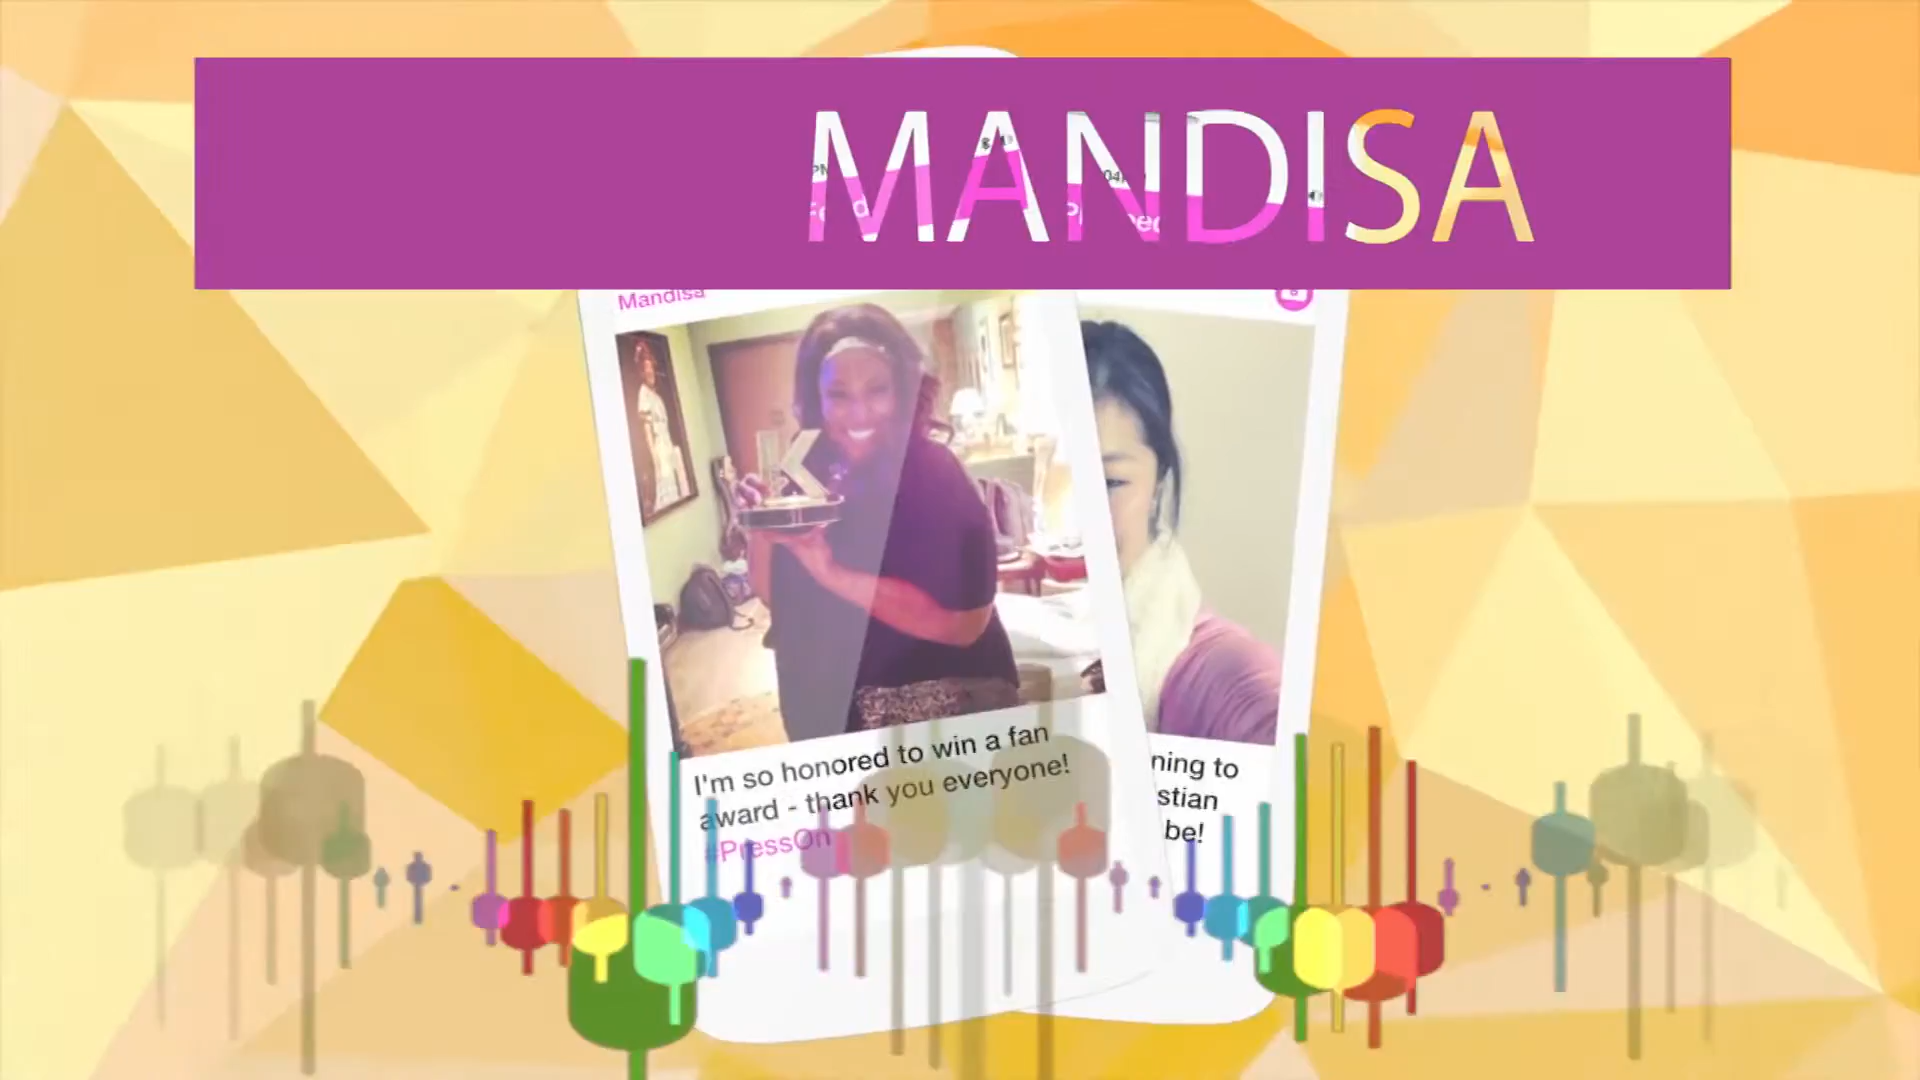 MANDISA
Mandisa
K
I'm so honored to win a fan
award - thank you everyone!
#PressOn
ning to
stian
be!